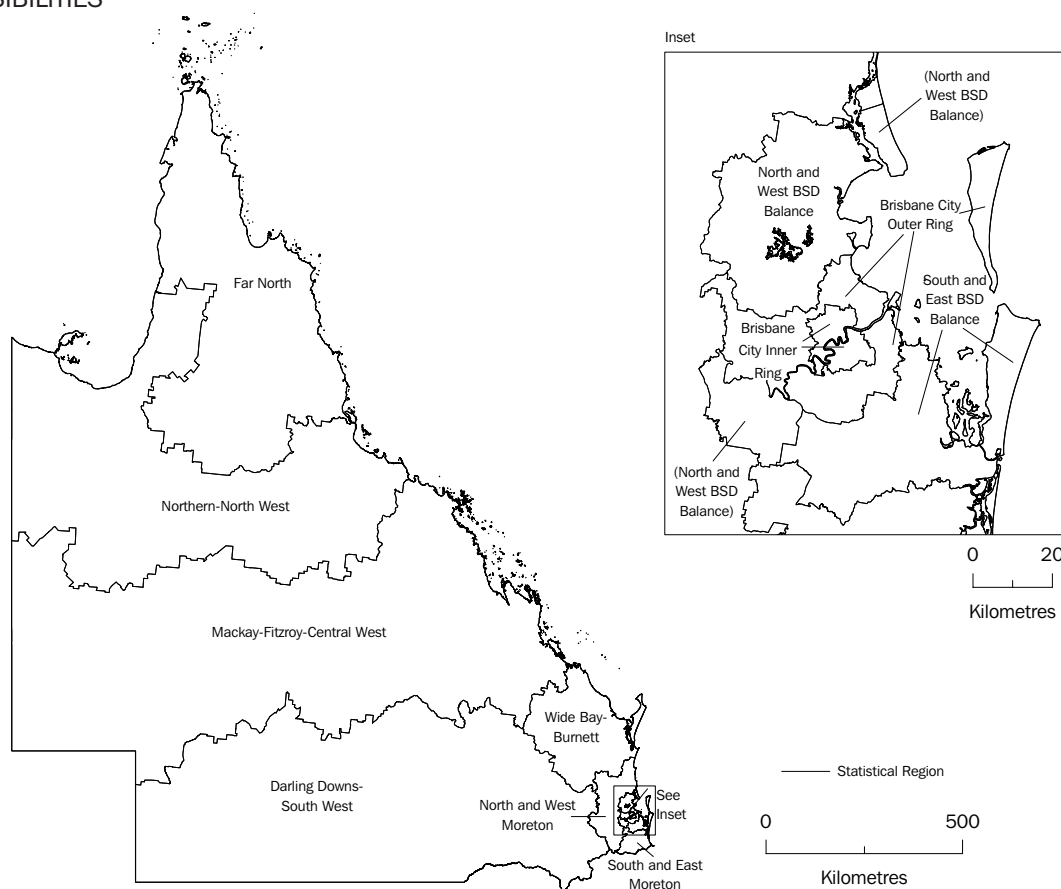 SIBILITIES
Inset
(North and
West BSD
Balance)
North and
West BSD
Balance
Brisbane City
Outer Ring
South and
East BSD
Balance
Brisbane
City Inner
Ring
(North and
West BSD
Balance)
0 20
Kilometres
Far North
Northern-North West
Mackay-Fitzroy-Central West
Wide Bay-
Burnett
Darling Downs-
South West
North and West
Moreton
See
Inset
South and East
Moreton
Statistical Region
0 500
Kilometres